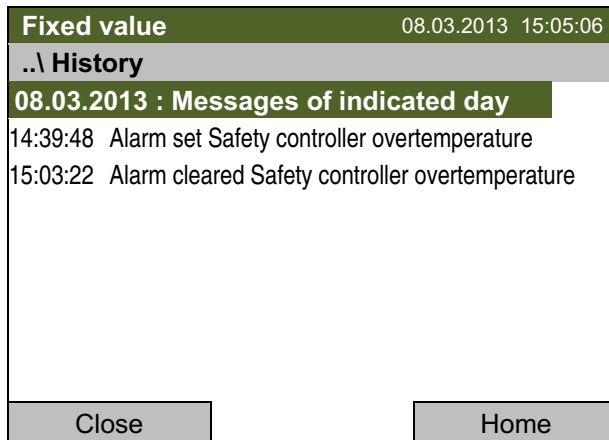 Fixed value 08.03.2013 15:05:06
..\ History
08.03.2013 : Messages of indicated day
14:39:48 Alarm set Safety controller overtemperature
15:03:22 Alarm cleared Safety controller overtemperature
Close Home